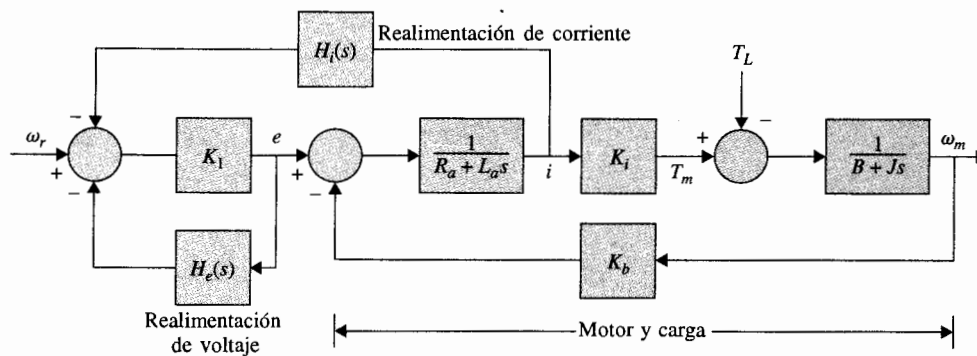 Realimentación de corriente
H_i(s)
T_L
−
ω_r
+
−
K_1
e
+
−
1
R_a + L_a s
i
K_i
T_m
+
−
1
B + Js
ω_m
H_e(s)
K_b
Realimentación
de voltaje
Motor y carga